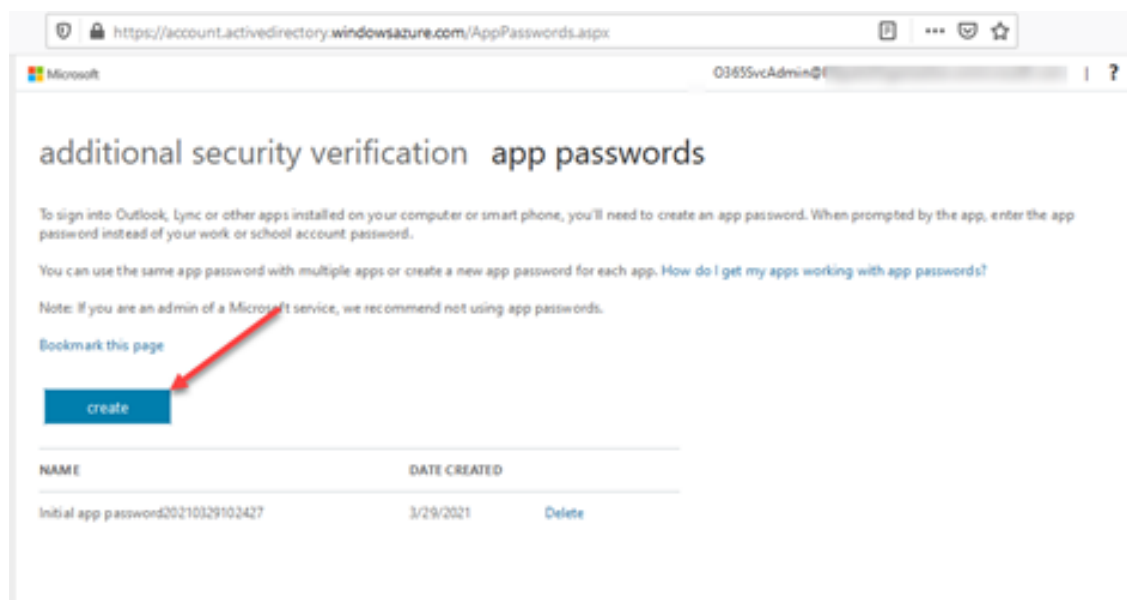 https://account.activedirectory.windowsazure.com/AppPasswords.aspx
Microsoft
O365SvcAdmin@
| ?
additional security verification app passwords
To sign into Outlook, Lync or other apps installed on your computer or smart phone, you'll need to create an app password. When prompted by the app, enter the app
password instead of your work or school account password.
You can use the same app password with multiple apps or create a new app password for each app. How do I get my apps working with app passwords?
Note: If you are an admin of a Microsoft service, we recommend not using app passwords.
Bookmark this page
create
NAME DATE CREATED
Initial app password20210329102427 3/29/2021 Delete